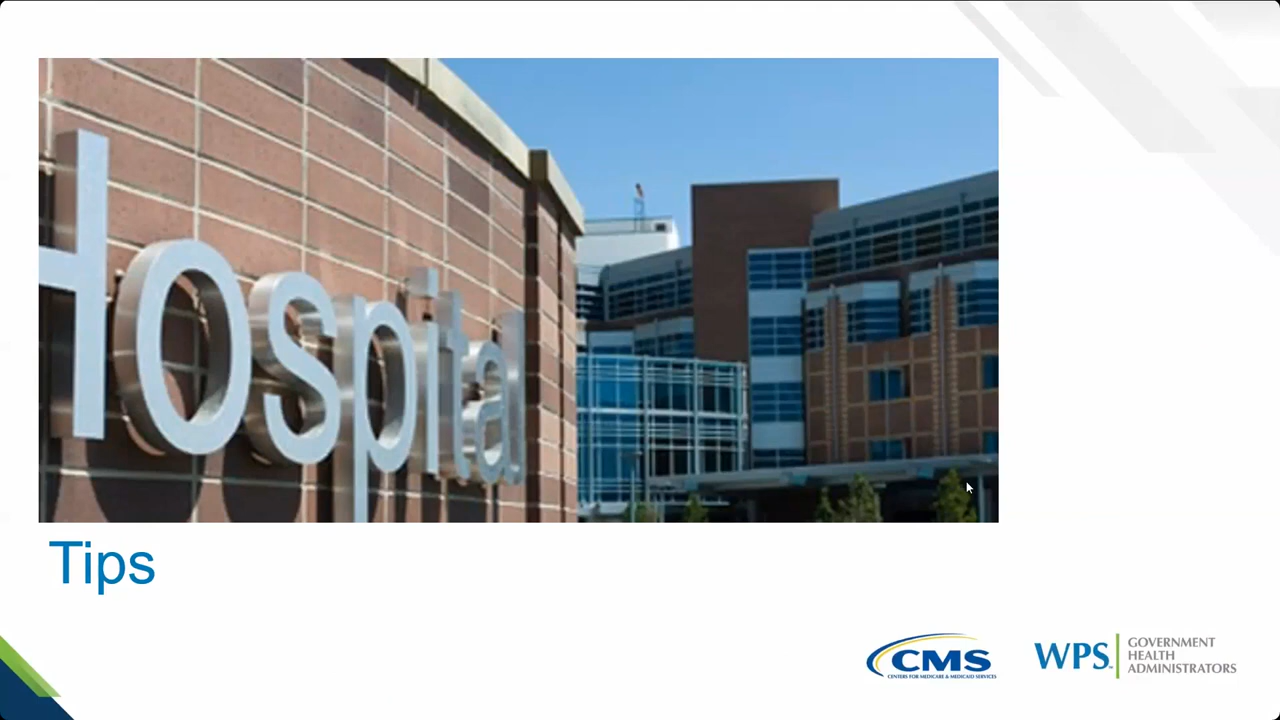 Hospital
Tips
CMS
CENTERS FOR MEDICARE & MEDICAID SERVICES
WPS
GOVERNMENT
HEALTH
ADMINISTRATORS